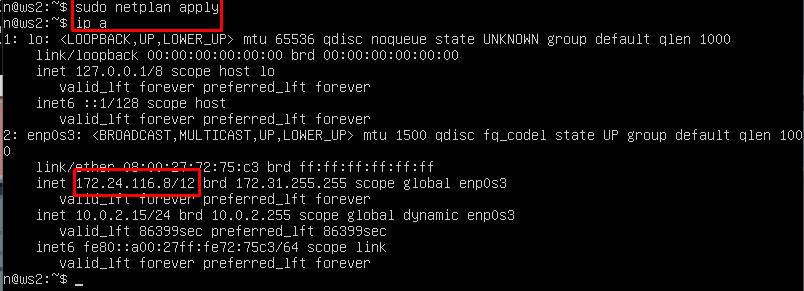 n@ws2:~$ sudo netplan apply
n@ws2:~$ ip a
1: lo: <LOOPBACK,UP,LOWER_UP> mtu 65536 qdisc noqueue state UNKNOWN group default qlen 1000
    link/loopback 00:00:00:00:00:00 brd 00:00:00:00:00:00
    inet 127.0.0.1/8 scope host lo
       valid_lft forever preferred_lft forever
    inet6 ::1/128 scope host
       valid_lft forever preferred_lft forever
2: enp0s3: <BROADCAST,MULTICAST,UP,LOWER_UP> mtu 1500 qdisc fq_codel state UP group default qlen 100
0
    link/ether 08:00:27:72:75:c3 brd ff:ff:ff:ff:ff:ff
    inet 172.24.116.8/12 brd 172.31.255.255 scope global enp0s3
       valid_lft forever preferred_lft forever
    inet 10.0.2.15/24 brd 10.0.2.255 scope global dynamic enp0s3
       valid_lft 86399sec preferred_lft 86399sec
    inet6 fe80::a00:27ff:fe72:75c3/64 scope link
       valid_lft forever preferred_lft forever
n@ws2:~$ _